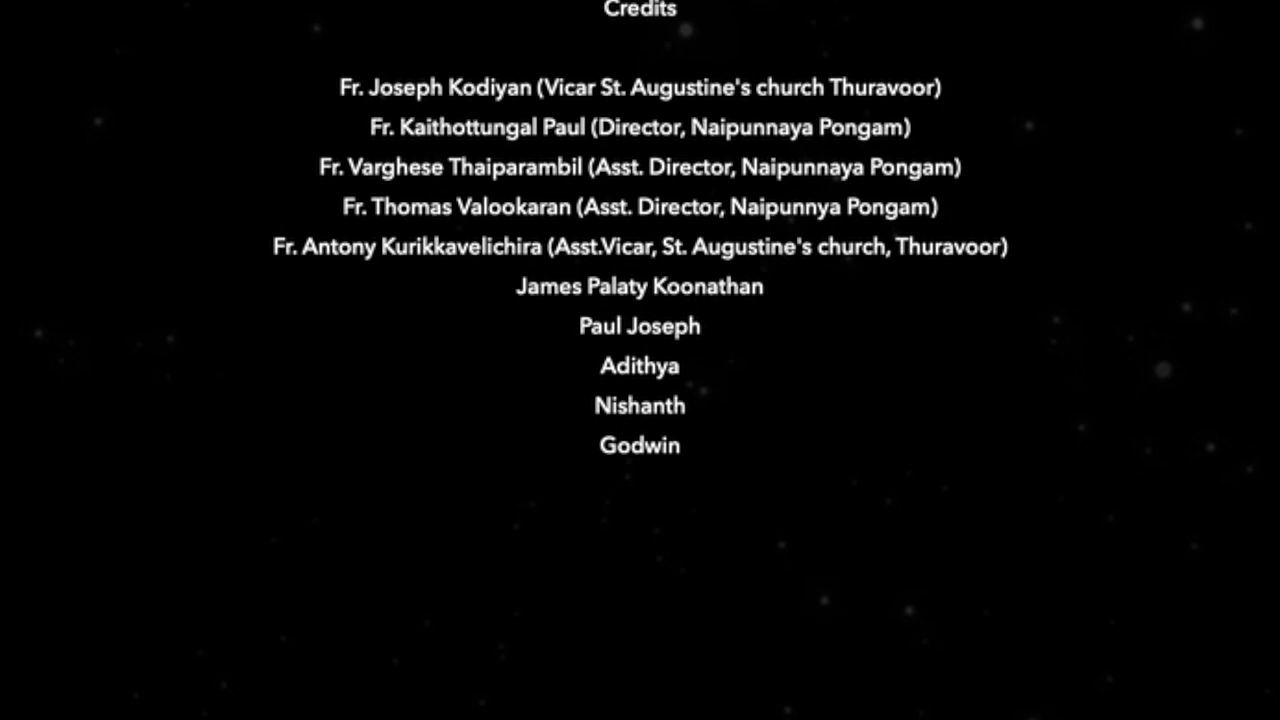 Credits
Fr. Joseph Kodiyan (Vicar St. Augustine's church Thuravoor)
Fr. Kaithottungal Paul (Director, Naipunnaya Pongam)
Fr. Varghese Thaiparambil (Asst. Director, Naipunnaya Pongam)
Fr. Thomas Valookaran (Asst. Director, Naipunnya Pongam)
Fr. Antony Kurikkavelichira (Asst.Vicar, St. Augustine's church, Thuravoor)
James Palaty Koonathan
Paul Joseph
Adithya
Nishanth
Godwin